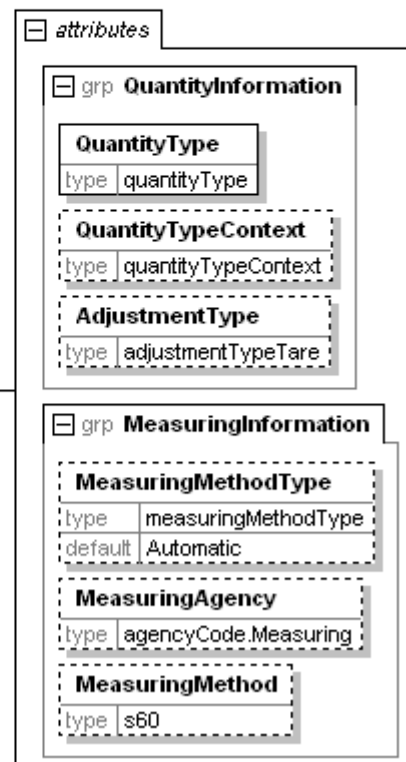 attributes
grp QuantityInformation
QuantityType
type quantityType
QuantityTypeContext
type quantityTypeContext
AdjustmentType
type adjustmentTypeTare
grp MeasuringInformation
MeasuringMethodType
type measuringMethodType
default Automatic
MeasuringAgency
type agencyCode.Measuring
MeasuringMethod
type s60